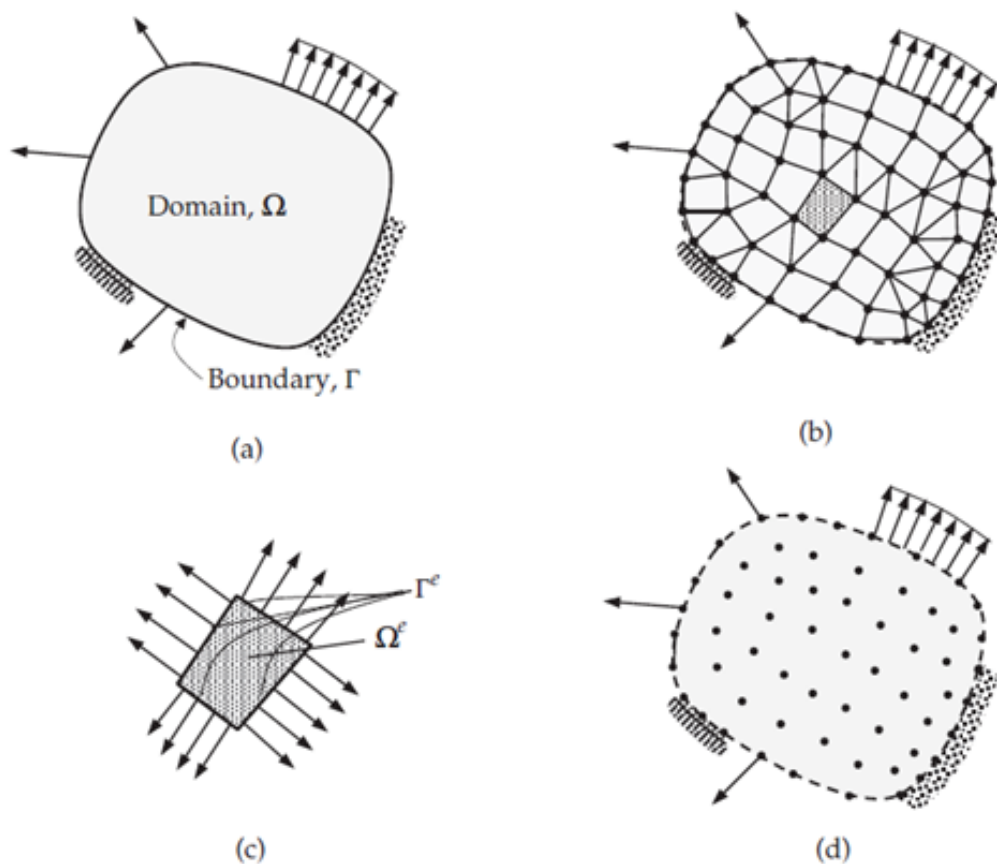 Domain, Ω
Boundary, Γ
(a)
(b)
Γᵉ
Ωᵉ
(c)
(d)